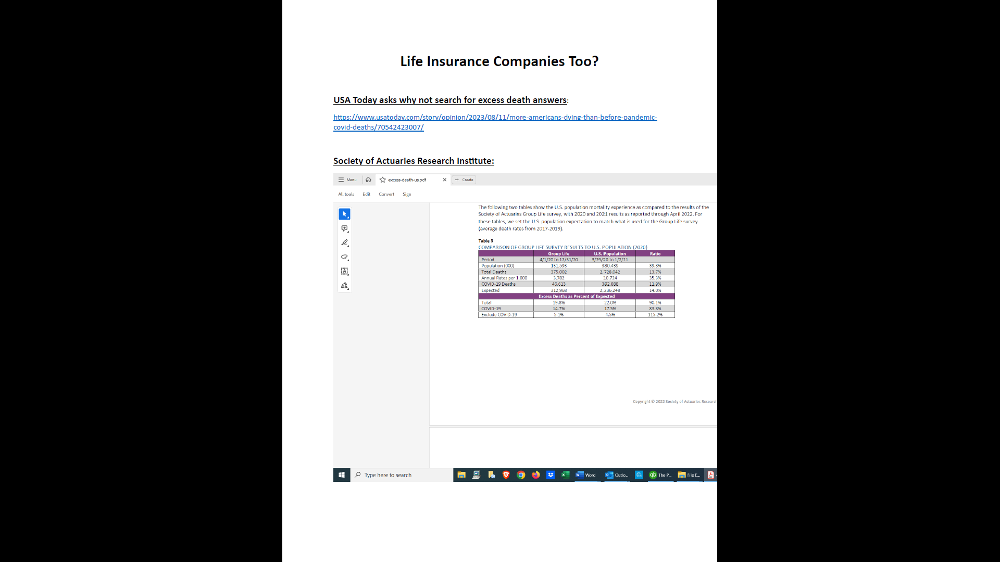 Life Insurance Companies Too?
USA Today asks why not search for excess death answers:
https://www.usatoday.com/story/opinion/2023/08/11/more-americans-dying-than-before-pandemic-
covid-deaths/70542423007/
Society of Actuaries Research Institute:
Menu excess-death-us.pdf Create
All tools Edit Convert Sign
The following two tables show the U.S. population mortality experience as compared to the results of the
Society of Actuaries Group Life survey, with 2020 and 2021 results as reported through April 2022. For
these tables, we set the U.S. population expectation to match what is used for the Group Life survey
(average death rates from 2017-2019).
Table 3
COMPARISON OF GROUP LIFE SURVEY RESULTS TO U.S. POPULATION (2020)
Group Life U.S. Population Ratio
Period 4/1/20 to 12/31/20 3/29/20 to 1/2/21
Population (000) 131,593 330,439 39.8%
Total Deaths 375,002 2,728,042 13.7%
Annual Rates per 1,000 3.782 10.724 35.3%
COVID-19 Deaths 46,613 392,088 11.9%
Expected 312,968 2,236,248 14.0%
Excess Deaths as Percent of Expected
Total 19.8% 22.0% 90.1%
COVID-19 14.7% 17.5% 83.8%
Exclude COVID-19 5.1% 4.5% 115.2%
Copyright © 2022 Society of Actuaries Research
Type here to search Word Outlo... The P... File E...